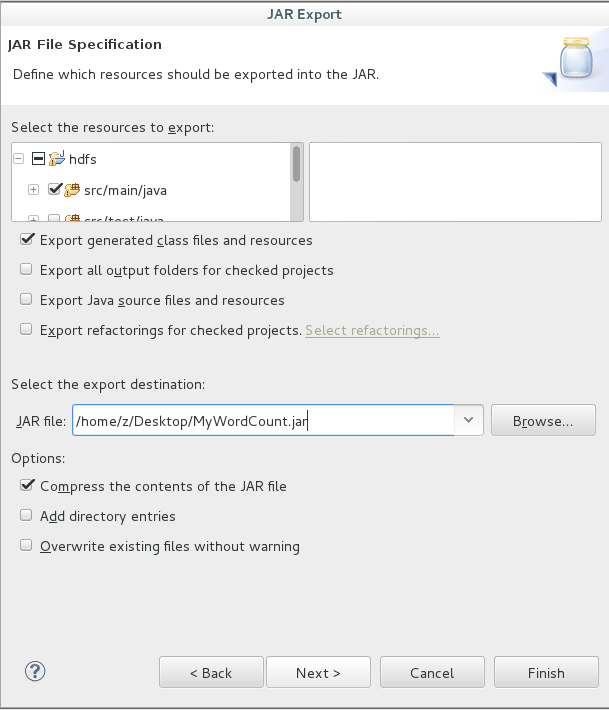 JAR Export
JAR File Specification
Define which resources should be exported into the JAR.
Select the resources to export:
hdfs
src/main/java
src/test/java
Export generated class files and resources
Export all output folders for checked projects
Export Java source files and resources
Export refactorings for checked projects. Select refactorings...
Select the export destination:
JAR file: /home/z/Desktop/MyWordCount.jar Browse...
Options:
Compress the contents of the JAR file
Add directory entries
Overwrite existing files without warning
? < Back Next > Cancel Finish